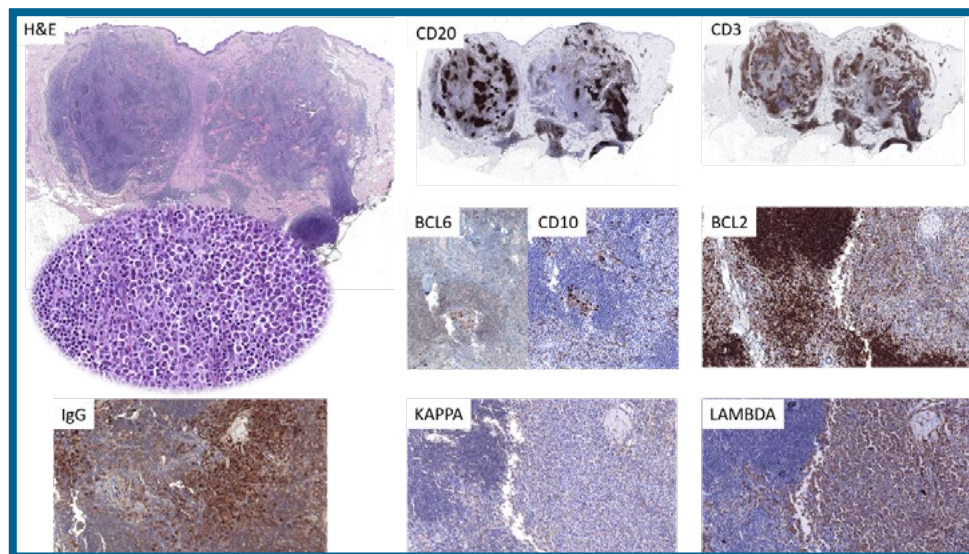 H&E
CD20
CD3
BCL6
CD10
BCL2
IgG
KAPPA
LAMBDA